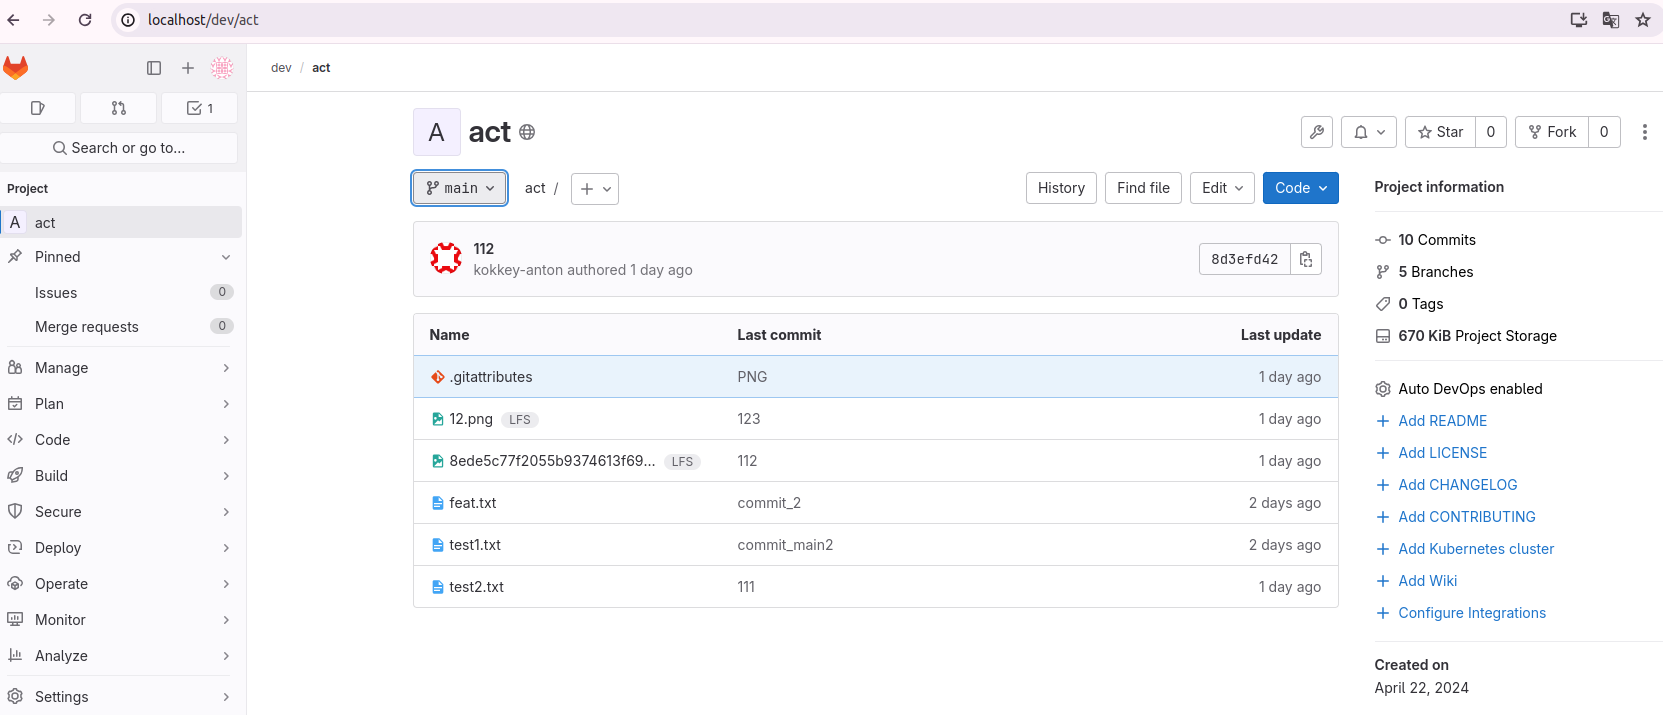 localhost/dev/act
dev / act
1
Search or go to...
Project
A act
Pinned
Issues 0
Merge requests 0
Manage
Plan
Code
Build
Secure
Deploy
Operate
Monitor
Analyze
Settings
A act
Star 0
Fork 0
main
act /
History
Find file
Edit
Code
112
kokkey-anton authored 1 day ago
8d3efd42
Name Last commit Last update
.gitattributes PNG 1 day ago
12.png LFS 123 1 day ago
8ede5c77f2055b9374613f69... LFS 112 1 day ago
feat.txt commit_2 2 days ago
test1.txt commit_main2 2 days ago
test2.txt 111 1 day ago
Project information
10 Commits
5 Branches
0 Tags
670 KiB Project Storage
Auto DevOps enabled
Add README
Add LICENSE
Add CHANGELOG
Add CONTRIBUTING
Add Kubernetes cluster
Add Wiki
Configure Integrations
Created on
April 22, 2024